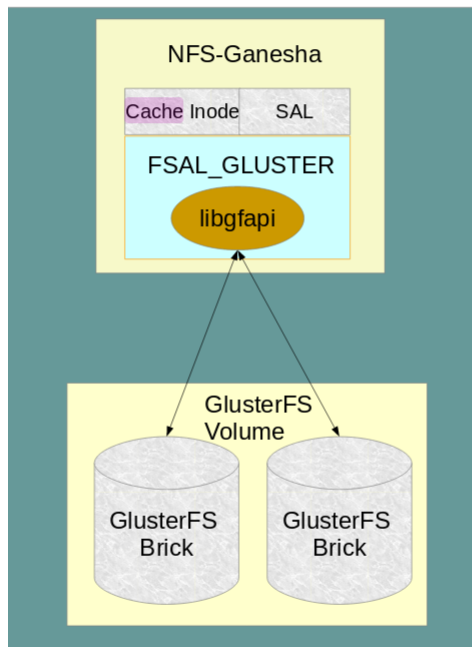 NFS-Ganesha
Cache Inode
SAL
FSAL_GLUSTER
libgfapi
GlusterFS
Volume
GlusterFS
Brick
GlusterFS
Brick